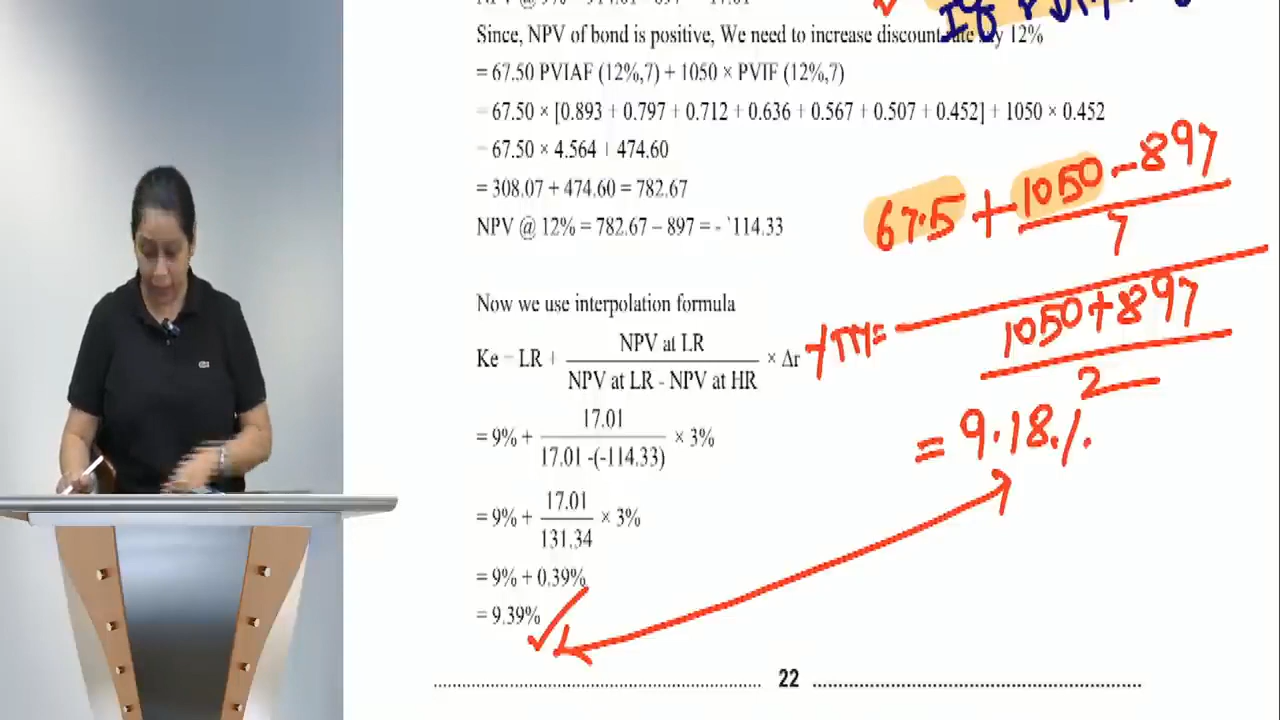 Since, NPV of bond is positive, We need to increase discount rate 12%
= 67.50 PVIAF (12%,7) + 1050 × PVIF (12%,7)
= 67.50 × [0.893 + 0.797 + 0.712 + 0.636 + 0.567 + 0.507 + 0.452] + 1050 × 0.452
= 67.50 × 4.564 + 474.60
= 308.07 + 474.60 = 782.67
NPV @ 12% = 782.67 – 897 = - `114.33
Now we use interpolation formula
Ke = LR + NPV at LR / NPV at LR - NPV at HR × Δr
= 9% + 17.01 / 17.01 -(-114.33) × 3%
= 9% + 17.01 / 131.34 × 3%
= 9% + 0.39%
= 9.39%
22
67.5 + 1050 - 897
7
YTM =
1050 + 897
2
= 9.18%